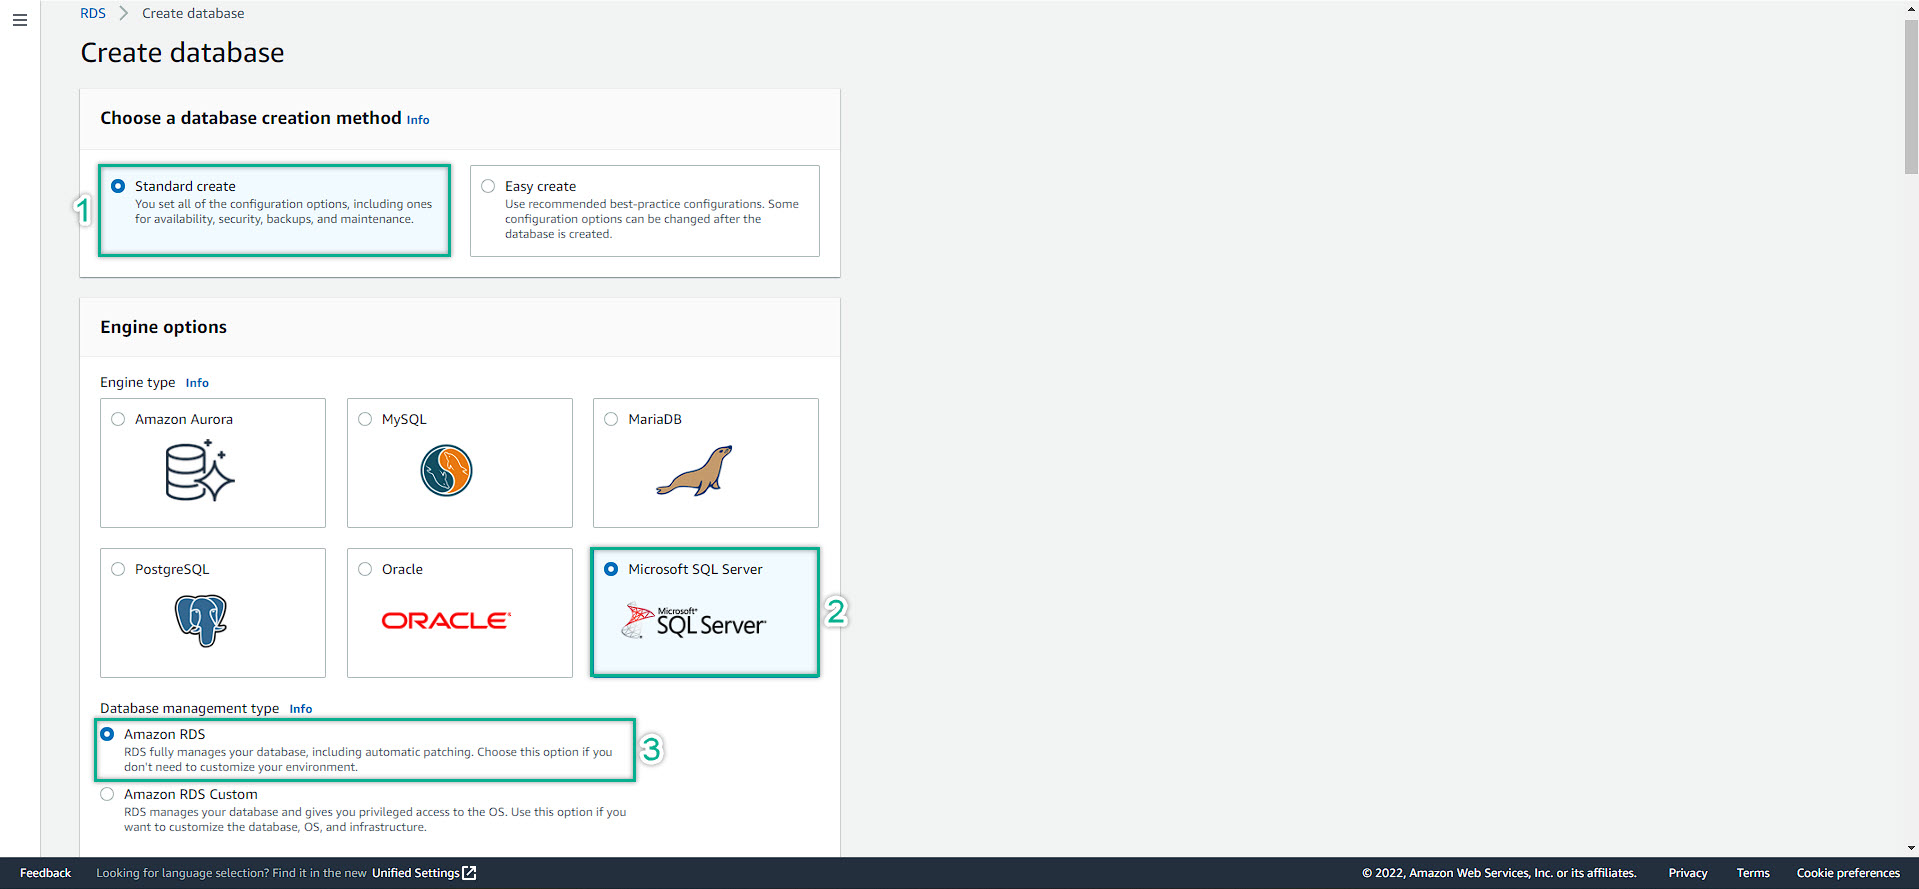 RDS > Create database
Create database
Choose a database creation method Info
1
Standard create
You set all of the configuration options, including ones
for availability, security, backups, and maintenance.
Easy create
Use recommended best-practice configurations. Some
configuration options can be changed after the
database is created.
Engine options
Engine type Info
Amazon Aurora
MySQL
MariaDB
PostgreSQL
Oracle
ORACLE
Microsoft SQL Server
Microsoft
SQL Server
2
Database management type Info
Amazon RDS
RDS fully manages your database, including automatic patching. Choose this option if you
don't need to customize your environment.
3
Amazon RDS Custom
RDS manages your database and gives you privileged access to the OS. Use this option if you
want to customize the database, OS, and infrastructure.
Feedback Looking for language selection? Find it in the new Unified Settings © 2022, Amazon Web Services, Inc. or its affiliates. Privacy Terms Cookie preferences